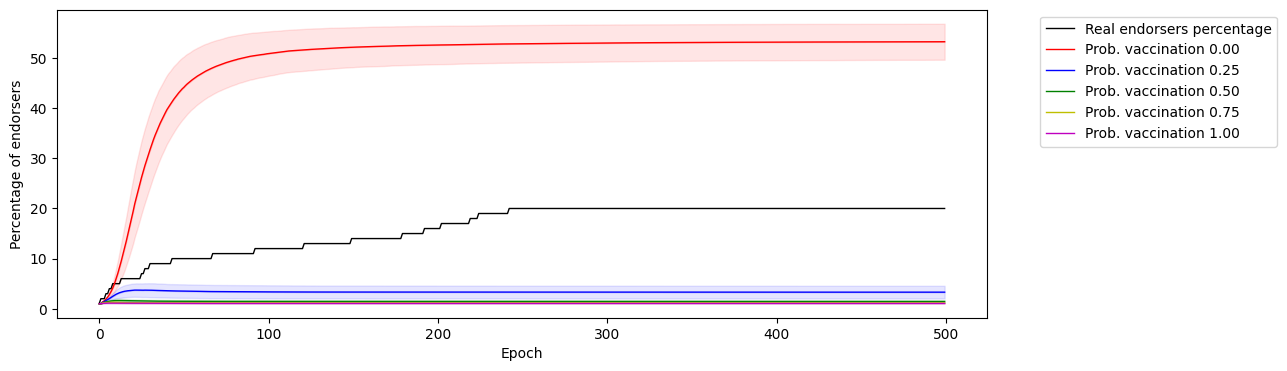 Real endorsers percentage
Prob. vaccination 0.00
Prob. vaccination 0.25
Prob. vaccination 0.50
Prob. vaccination 0.75
Prob. vaccination 1.00
Percentage of endorsers
50
40
30
20
10
0
0 100 200 300 400 500
Epoch